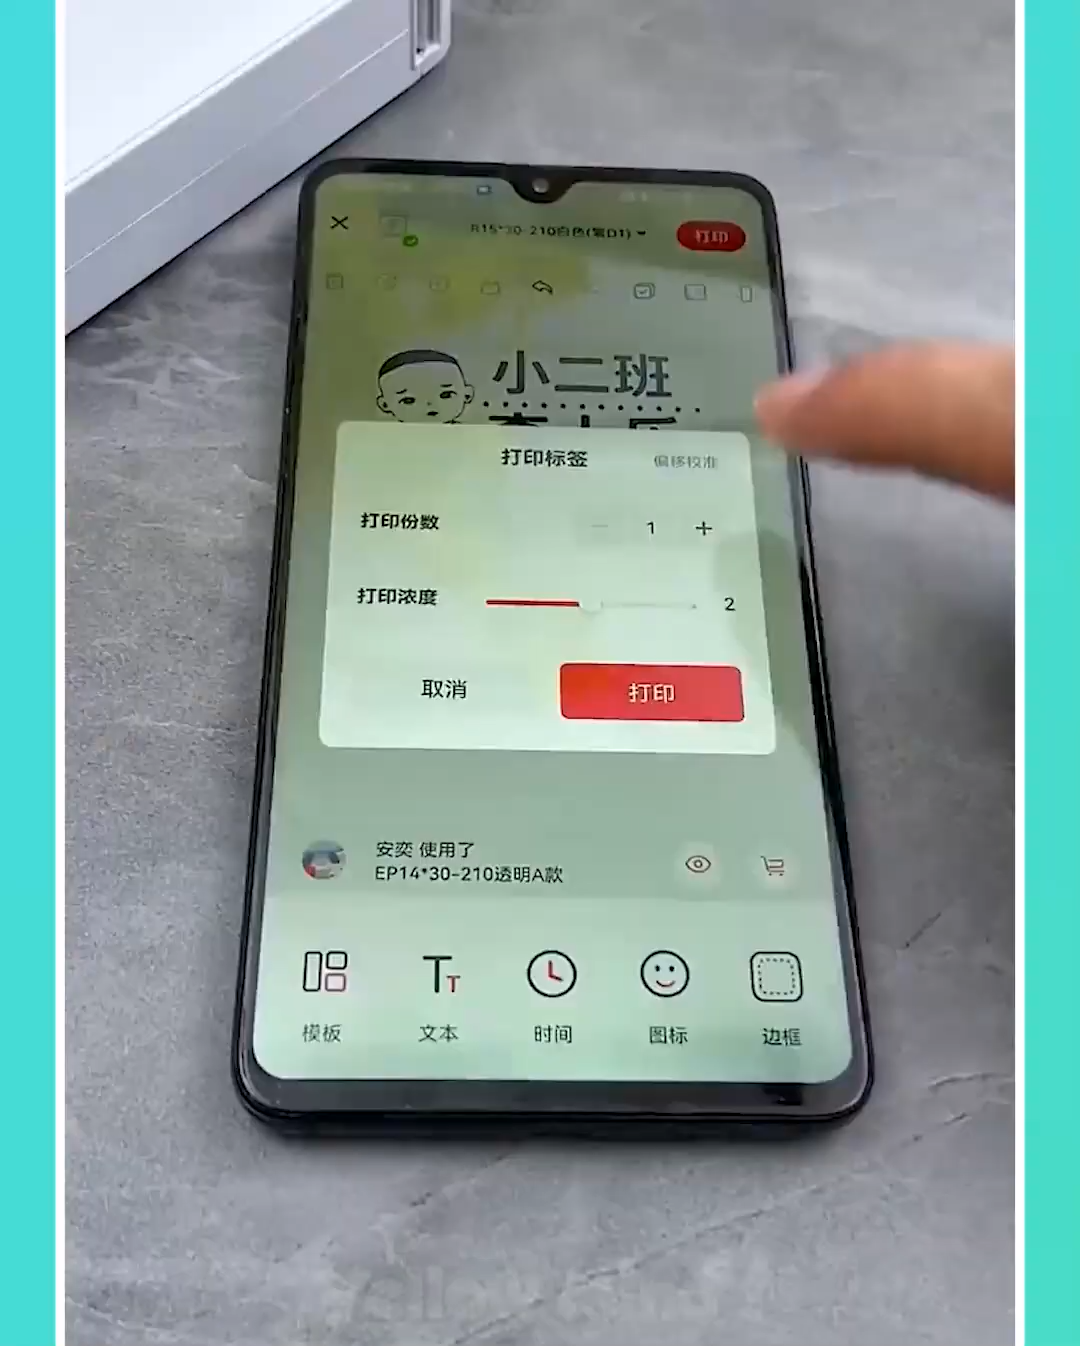 R15*30-210白色(需D1)
打印
小二班
打印标签
偏移校准
打印份数
1
打印浓度
2
取消
打印
安奕 使用了
EP14*30-210透明A款
模板
文本
时间
图标
边框